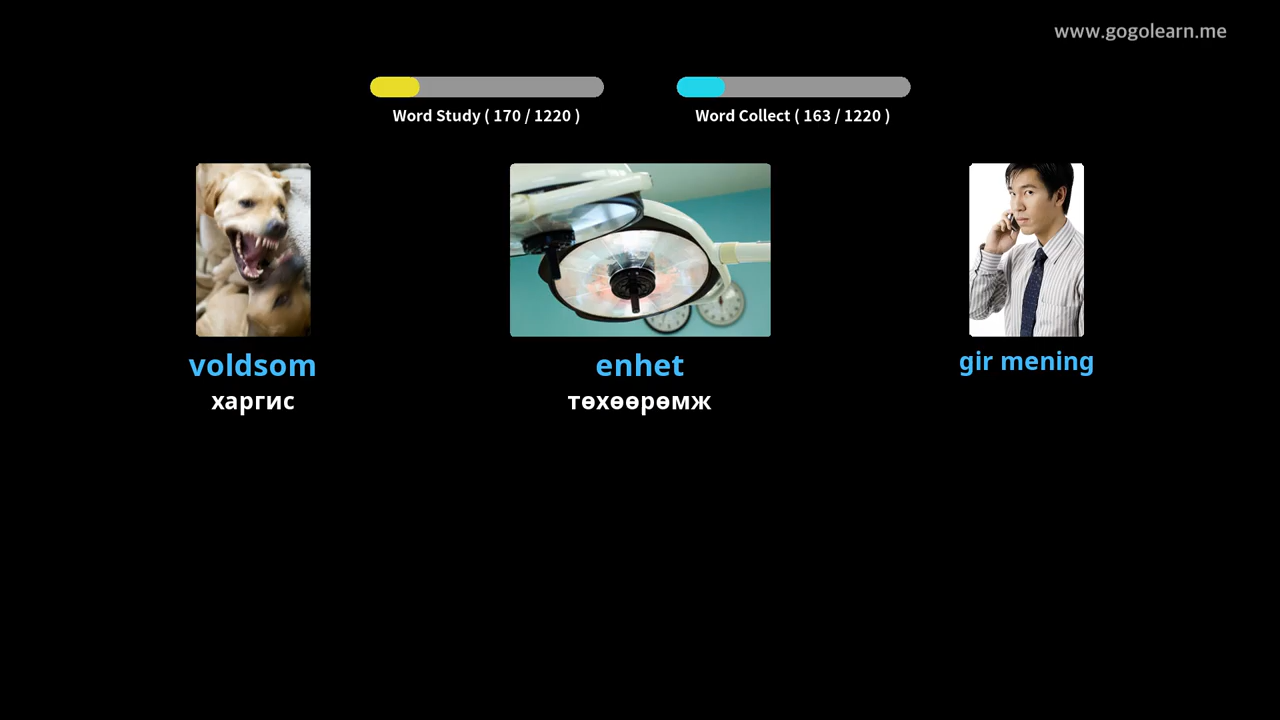 www.gogolearn.me
Word Study ( 170 / 1220 )
Word Collect ( 163 / 1220 )
voldsom
харгис
enhet
төхөөрөмж
gir mening